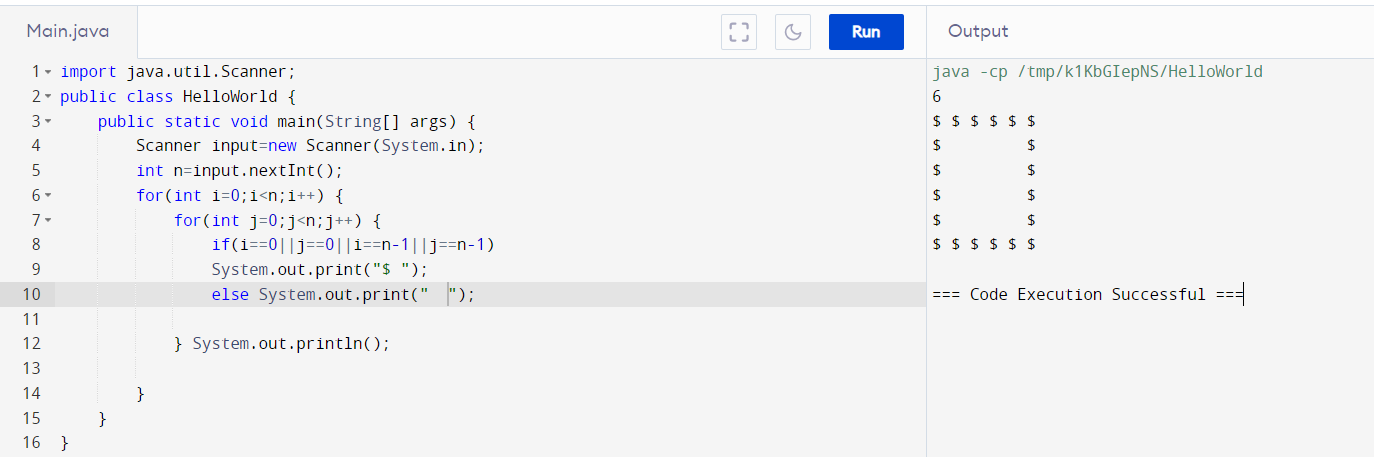 Main.java
Run
Output
1 import java.util.Scanner;
2 public class HelloWorld {
3     public static void main(String[] args) {
4         Scanner input=new Scanner(System.in);
5         int n=input.nextInt();
6         for(int i=0;i<n;i++) {
7             for(int j=0;j<n;j++) {
8                 if(i==0||j==0||i==n-1||j==n-1)
9                 System.out.print("$ ");
10                 else System.out.print("  ");
11
12             } System.out.println();
13
14         }
15     }
16 }
java -cp /tmp/k1KbGIepNS/HelloWorld
6
$ $ $ $ $ $
$         $
$         $
$         $
$         $
$ $ $ $ $ $
=== Code Execution Successful ===